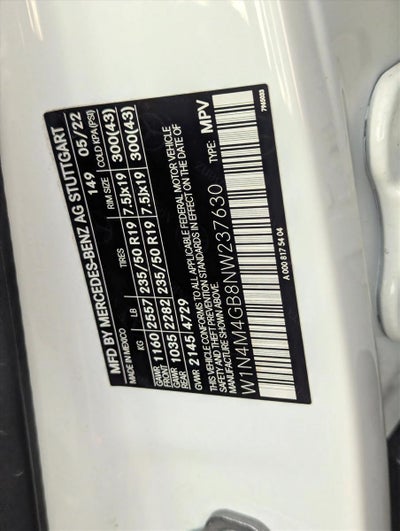 MFD BY MERCEDES-BENZ AG STUTTGART
MADE IN MEXICO 149 05/22
KG LB TIRES RIM SIZE COLD KPA(PSI)
GAWR FRONT 1160 2557 235/50 R19 7.5Jx19 300(43)
GAWR REAR 1035 2282 235/50 R19 7.5Jx19 300(43)
GVWR 2145 4729
THIS VEHICLE CONFORMS TO ALL APPLICABLE FEDERAL MOTOR VEHICLE
SAFETY AND THEFT PREVENTION STANDARDS IN EFFECT ON THE DATE OF
MANUFACTURE SHOWN ABOVE. TYPE: MPV
W1N4M4GB8NW237630
A 000 817 54 04